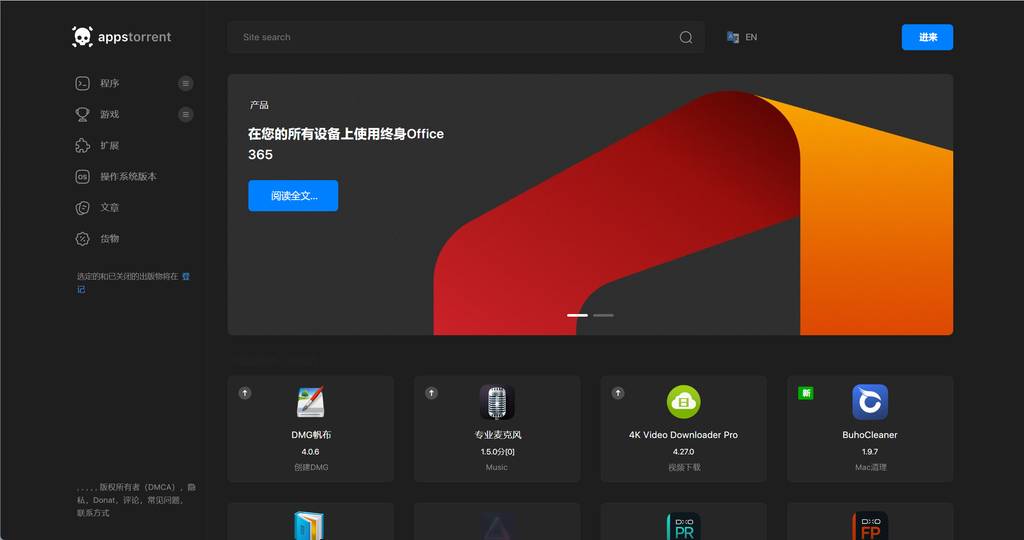 appstorrent
Site search
EN
进来
程序
游戏
扩展
OS
操作系统版本
文章
货物
选定的和已关闭的出版物将在 登
记
产品
在您的所有设备上使用终身Office
365
阅读全文...
DMG帆布
4.0.6
创建DMG
专业麦克风
1.5.0分[0]
Music
4K Video Downloader Pro
4.27.0
视频下载
新
BuhoCleaner
1.9.7
Mac清理
, , , , , 版权所有者（DMCA），隐
私，Donat，评论，常见问题，
联系方式
DXO
PR
DXO
FP